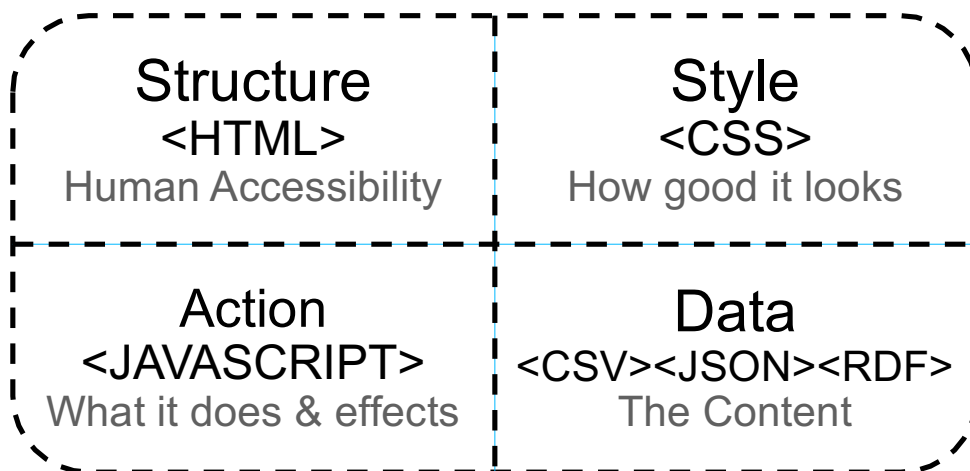 Structure
<HTML>
Human Accessibility
Style
<CSS>
How good it looks
Action
<JAVASCRIPT>
What it does & effects
Data
<CSV><JSON><RDF>
The Content